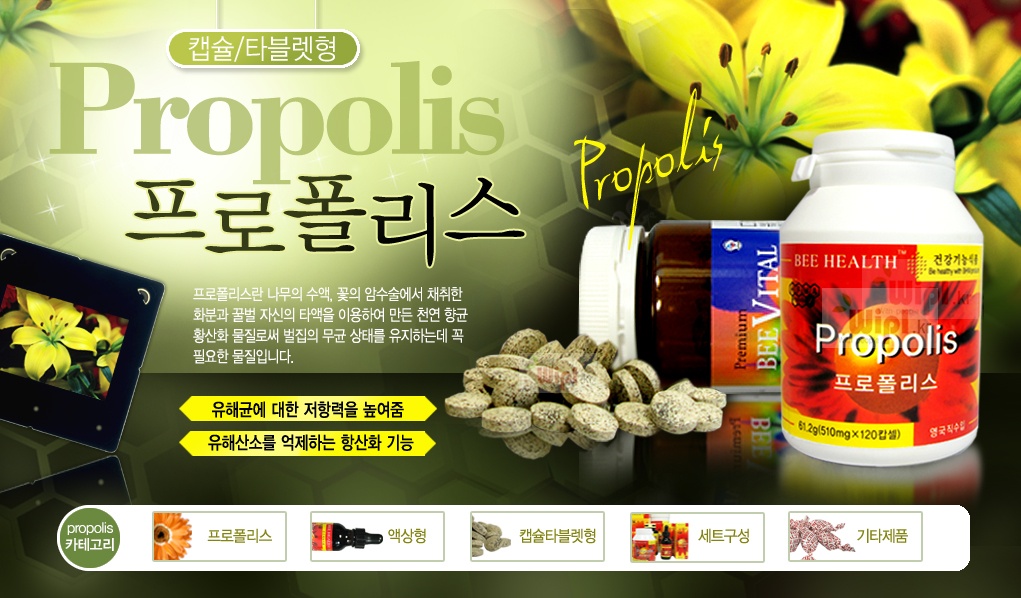 캡슐/타블렛형
Propolis
프로폴리스
Propolis
프로폴리스란 나무의 수액, 꽃의 암수술에서 채취한
화분과 꿀벌 자신의 타액을 이용하여 만든 천연 항균
황산화 물질로써 벌집의 무균 상태를 유지하는데 꼭
필요한 물질입니다.
유해균에 대한 저항력을 높여줌
유해산소를 억제하는 항산화 기능
Premium
BEE VITAL
BEE HEALTH™
건강기능식품
Be healthy with
Propolis
프로폴리스
61.2g(510mg×120캅셀)
영국직수입
propolis
카테고리
프로폴리스
액상형
캡슐타블렛형
세트구성
기타제품